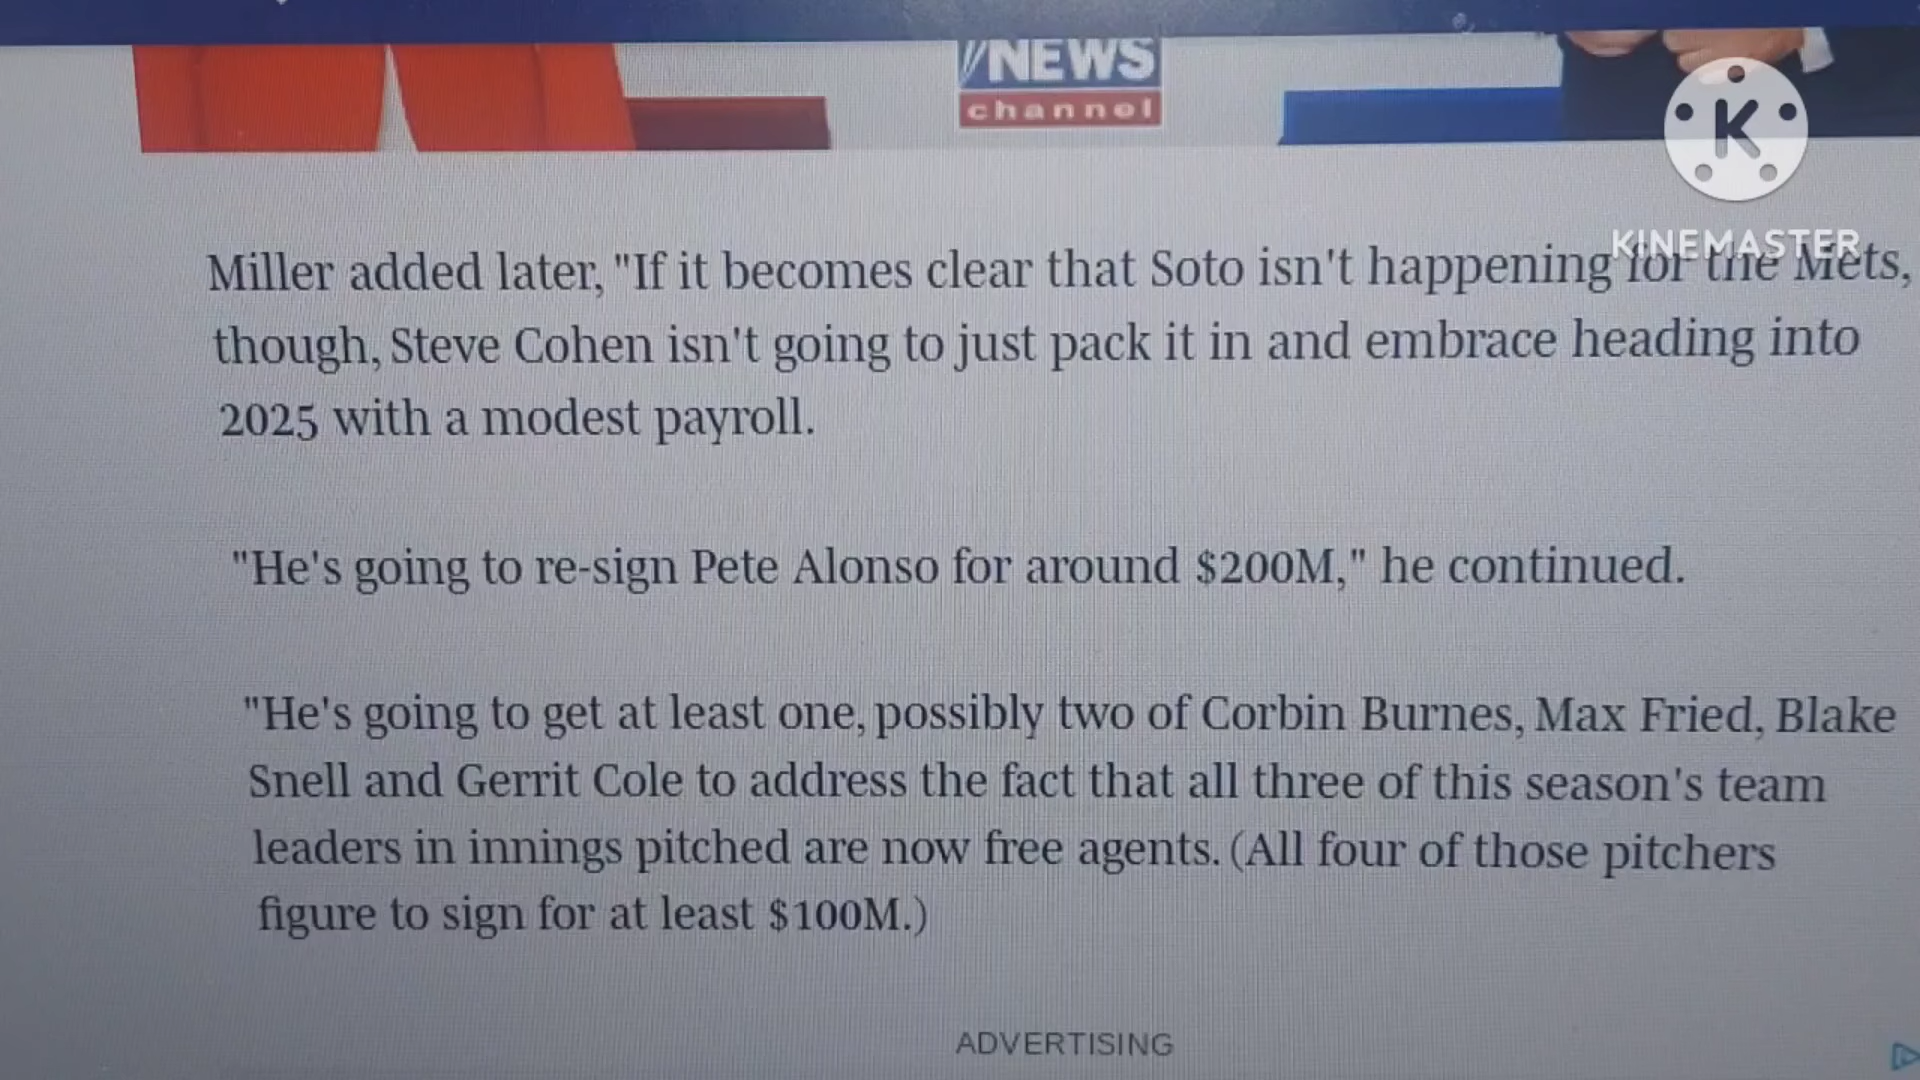 NEWS
channel
K
KINEMASTER
Miller added later, "If it becomes clear that Soto isn't happening for the Mets,
though, Steve Cohen isn't going to just pack it in and embrace heading into
2025 with a modest payroll.
"He's going to re-sign Pete Alonso for around $200M," he continued.
"He's going to get at least one, possibly two of Corbin Burnes, Max Fried, Blake
Snell and Gerrit Cole to address the fact that all three of this season's team
leaders in innings pitched are now free agents. (All four of those pitchers
figure to sign for at least $100M.)
ADVERTISING